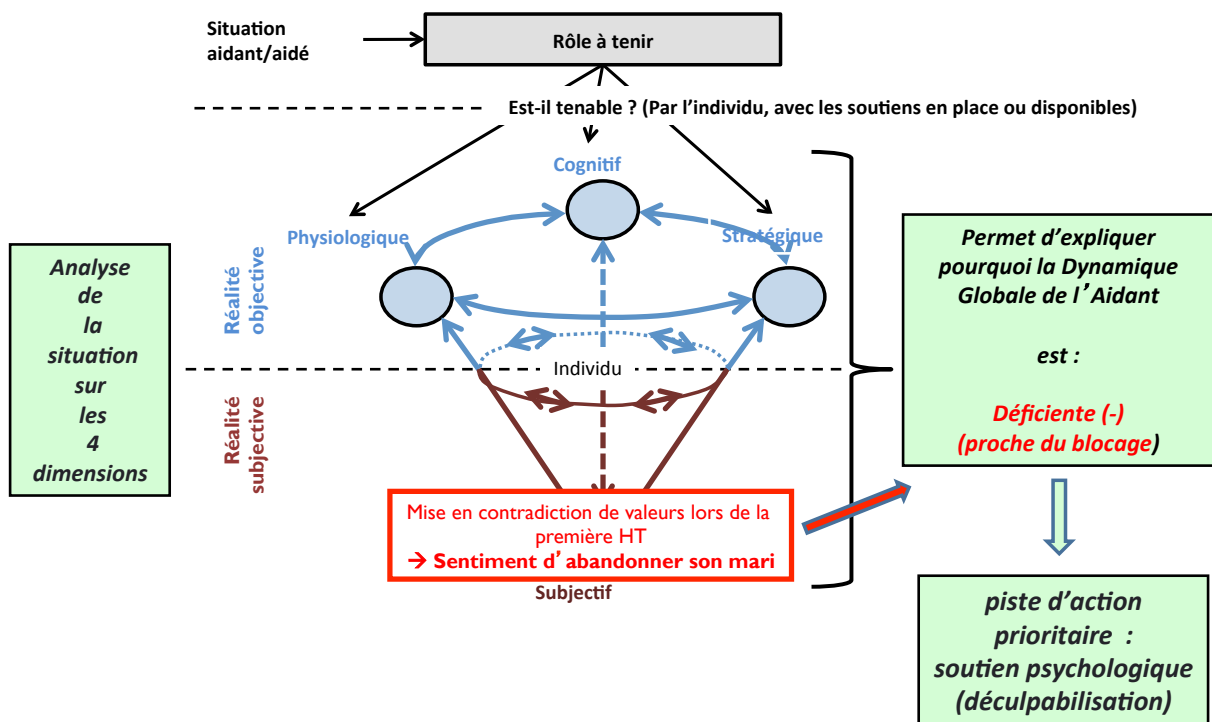 Situation
aidant/aidé
Rôle à tenir
Est-il tenable ? (Par l'individu, avec les soutiens en place ou disponibles)
Cognitif
Physiologique
Stratégique
Analyse
de
la
situation
sur
les
4
dimensions
Réalité
objective
Individu
Réalité
subjective
Mise en contradiction de valeurs lors de la
première HT
→ Sentiment d'abandonner son mari
Subjectif
Permet d'expliquer
pourquoi la Dynamique
Globale de l'Aidant
est :
Déficiente (-)
(proche du blocage)
piste d'action
prioritaire :
soutien psychologique
(déculpabilisation)